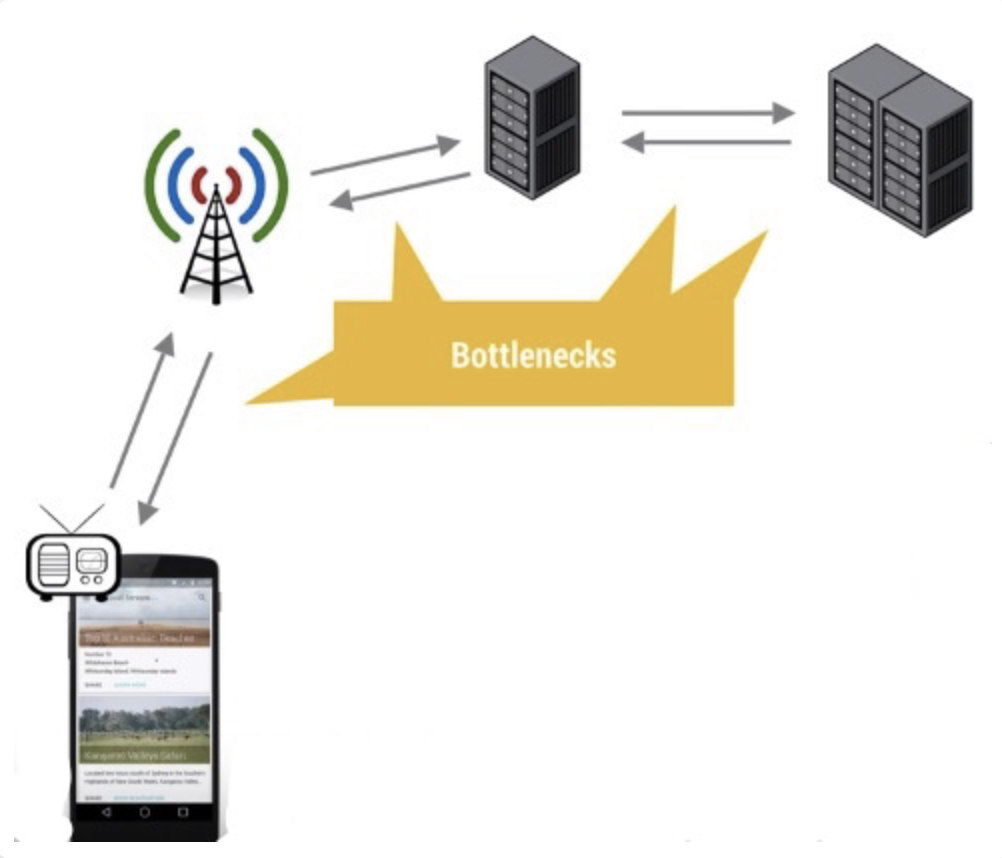 Bottlenecks
Top 10 Australian Beaches
Number 10
Whitehaven Beach
Whitsunday Island, Whitsunday Islands
SHARE
Kangaroo Valleys Safari
Located two hours south of Sydney in the Southern
Highlands of New South Wales, Kangaroo Valley...
SHARE